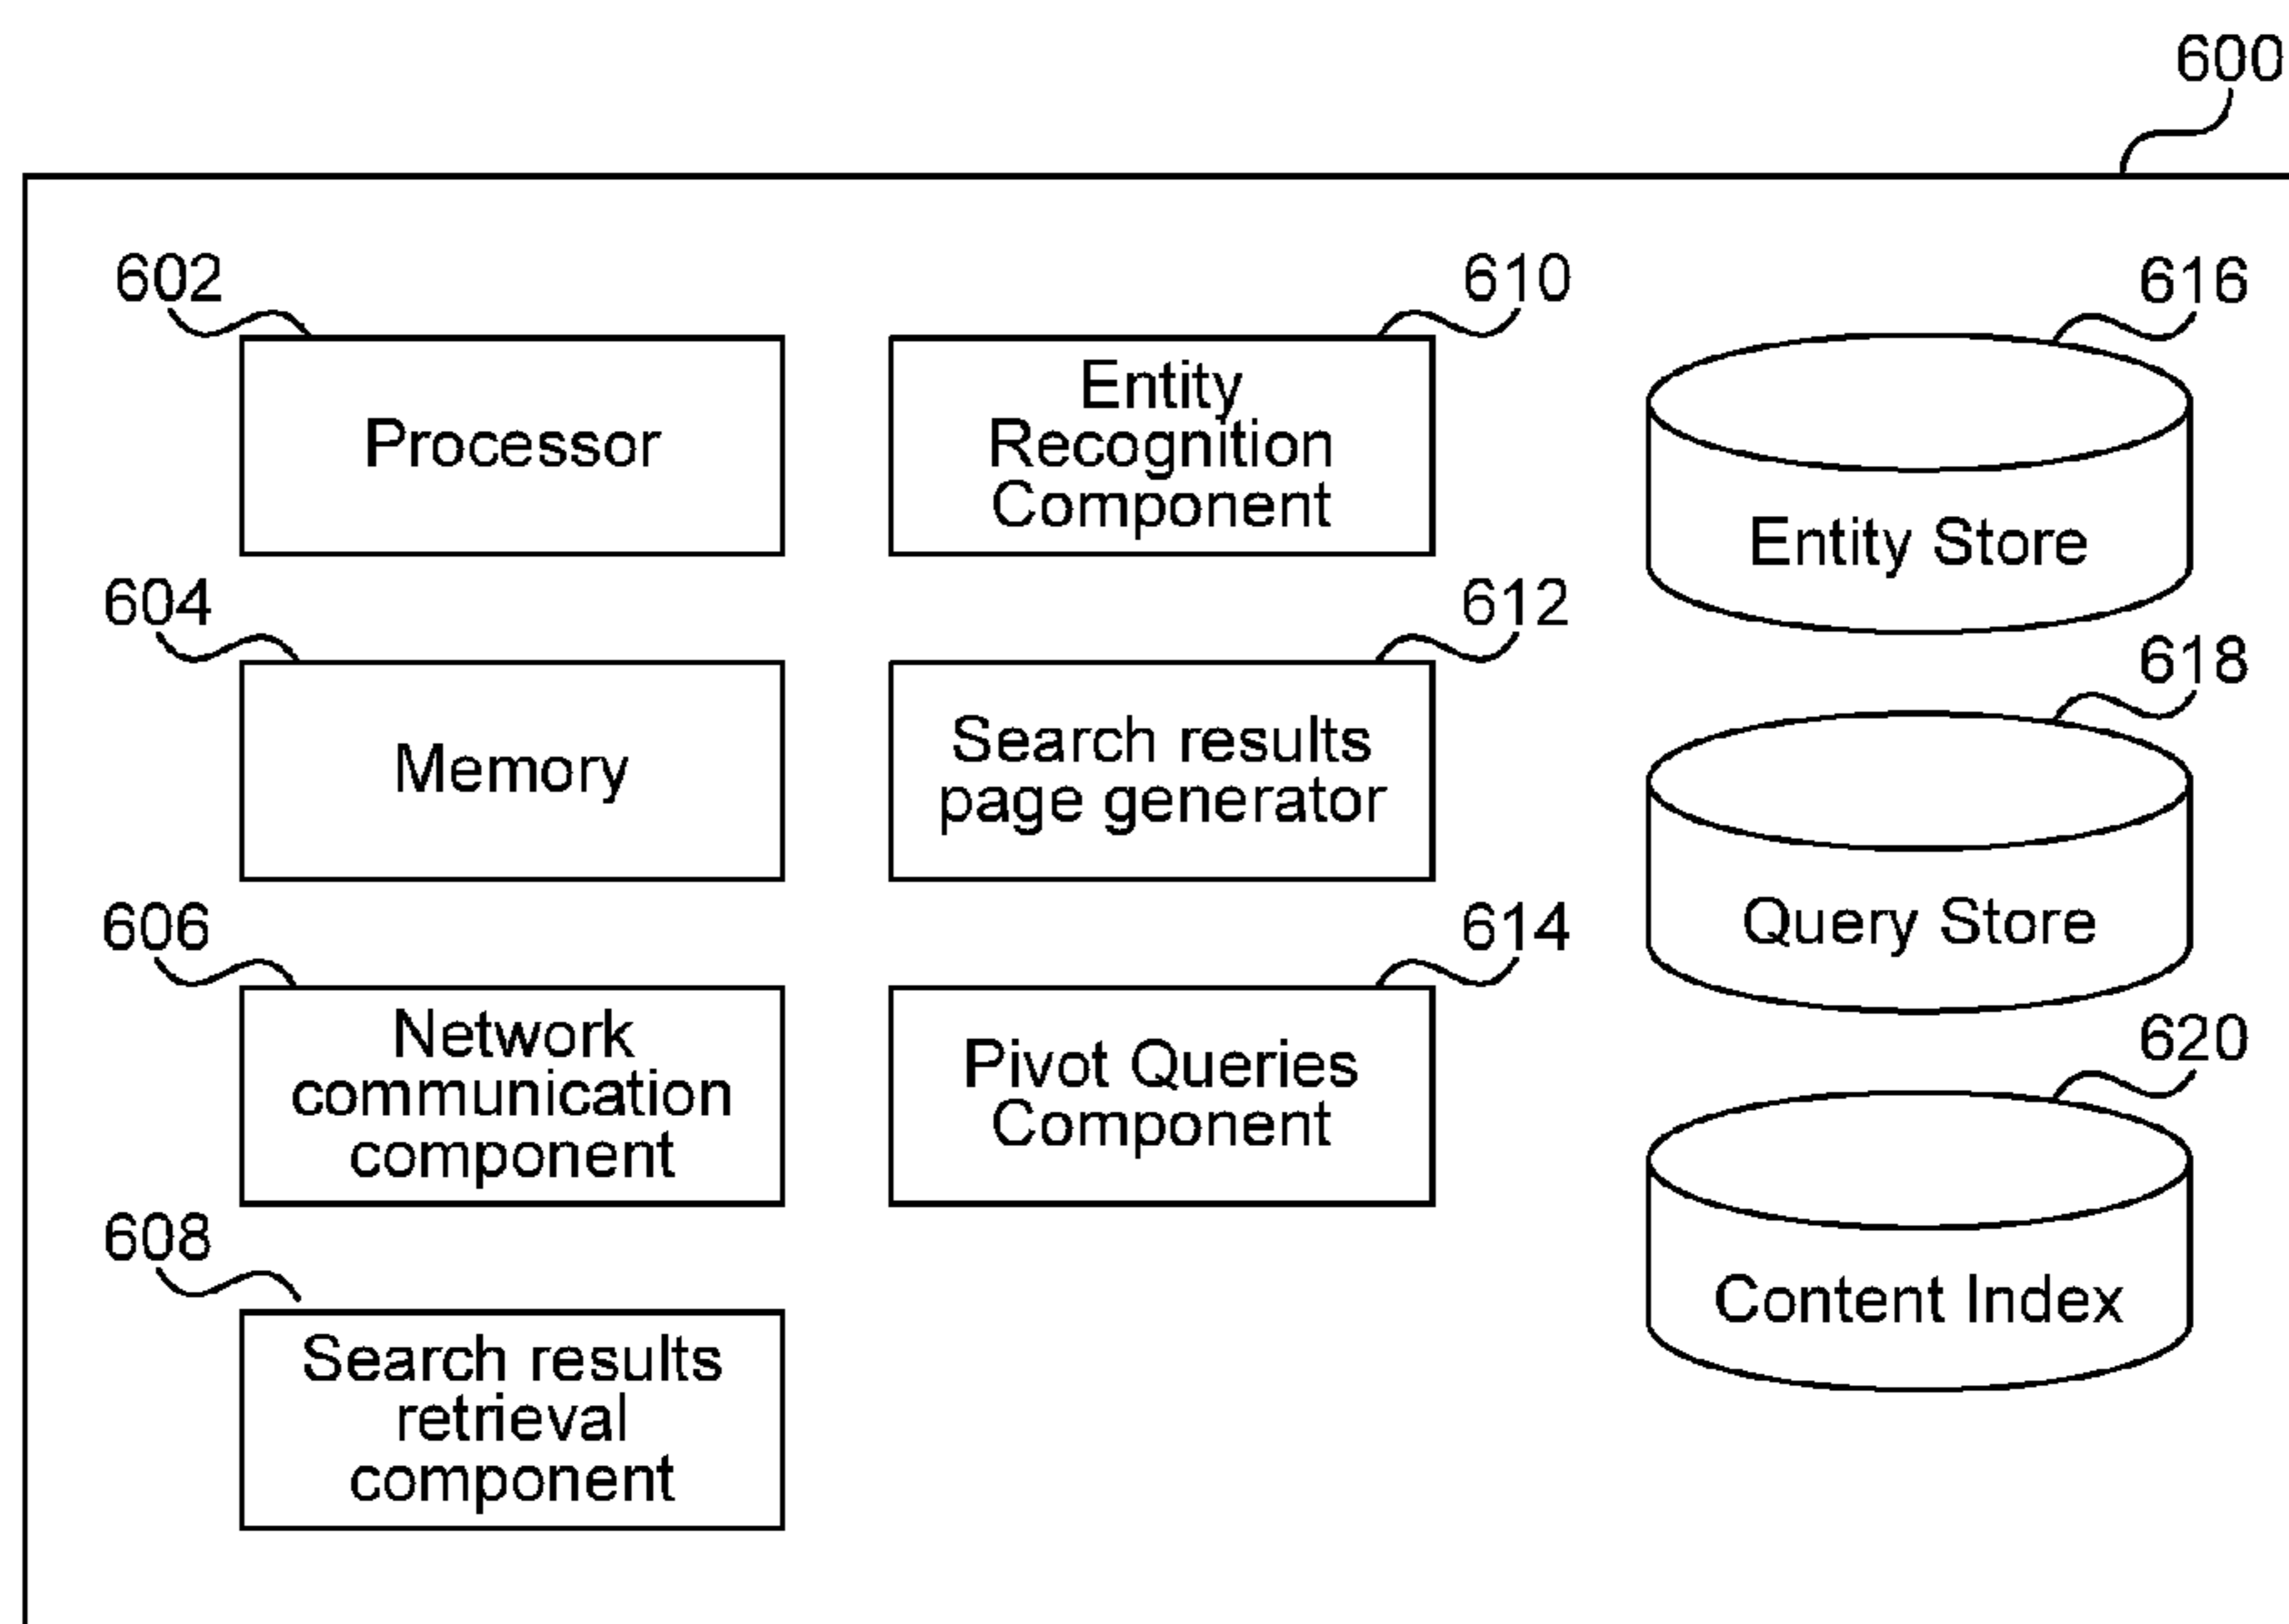 600
602
Processor
604
Memory
606
Network
communication
component
608
Search results
retrieval
component
610
Entity
Recognition
Component
612
Search results
page generator
614
Pivot Queries
Component
616
Entity Store
618
Query Store
620
Content Index